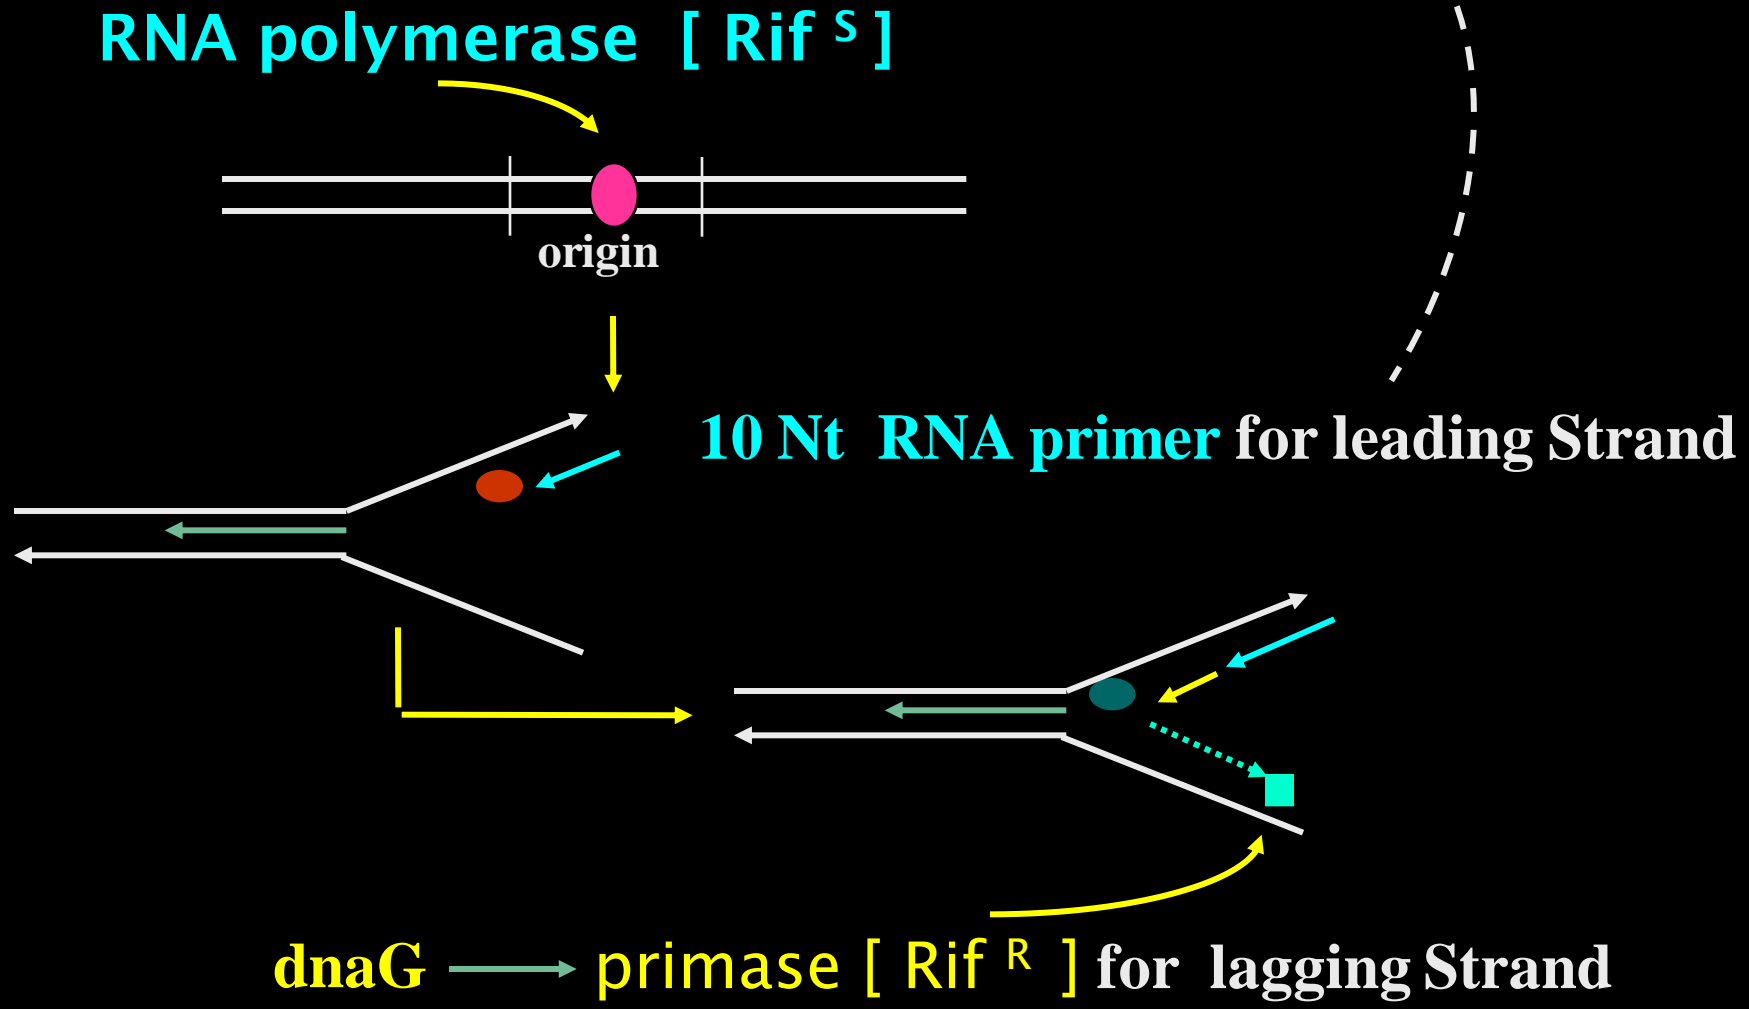 RNA polymerase [ Rif S ]
origin
10 Nt RNA primer for leading Strand
dnaG primase [ Rif R ] for lagging Strand